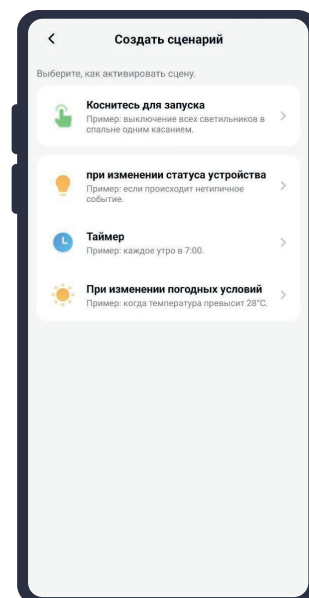 Создать сценарий
Выберите, как активировать сцену.
Коснитесь для запуска
Пример: выключение всех светильников в
спальне одним касанием.
при изменении статуса устройства
Пример: если происходит нетипичное
событие.
Таймер
Пример: каждое утро в 7:00.
При изменении погодных условий
Пример: когда температура превысит 28°C.